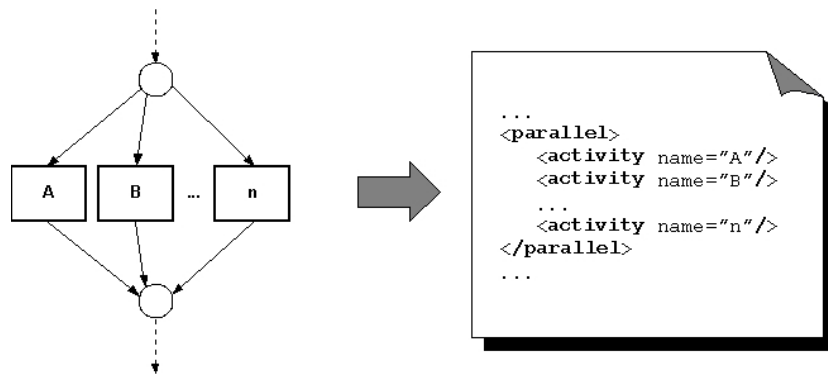 A B ... n
...
<parallel>
<activity name="A"/>
<activity name="B"/>
...
<activity name="n"/>
</parallel>
...